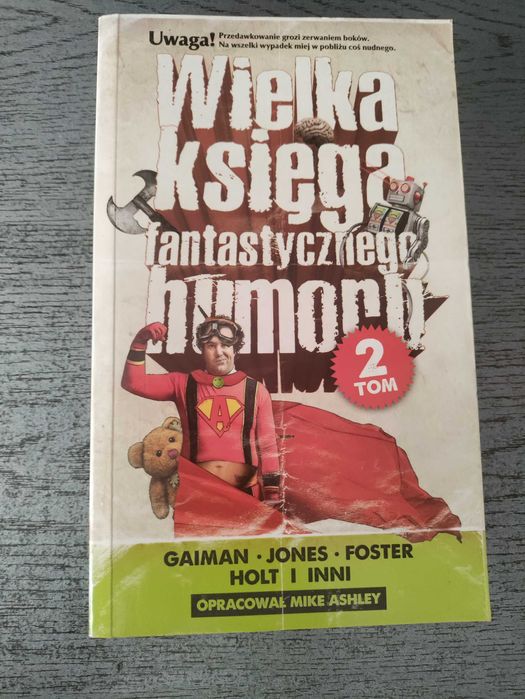 Uwaga! Przedawkowanie grozi zerwaniem boków.
Na wszelki wypadek miej w pobliżu coś nudnego.
Wielka
księga
fantastycznego
humoru
2
TOM
A
GAIMAN · JONES · FOSTER
HOLT I INNI
OPRACOWAŁ MIKE ASHLEY